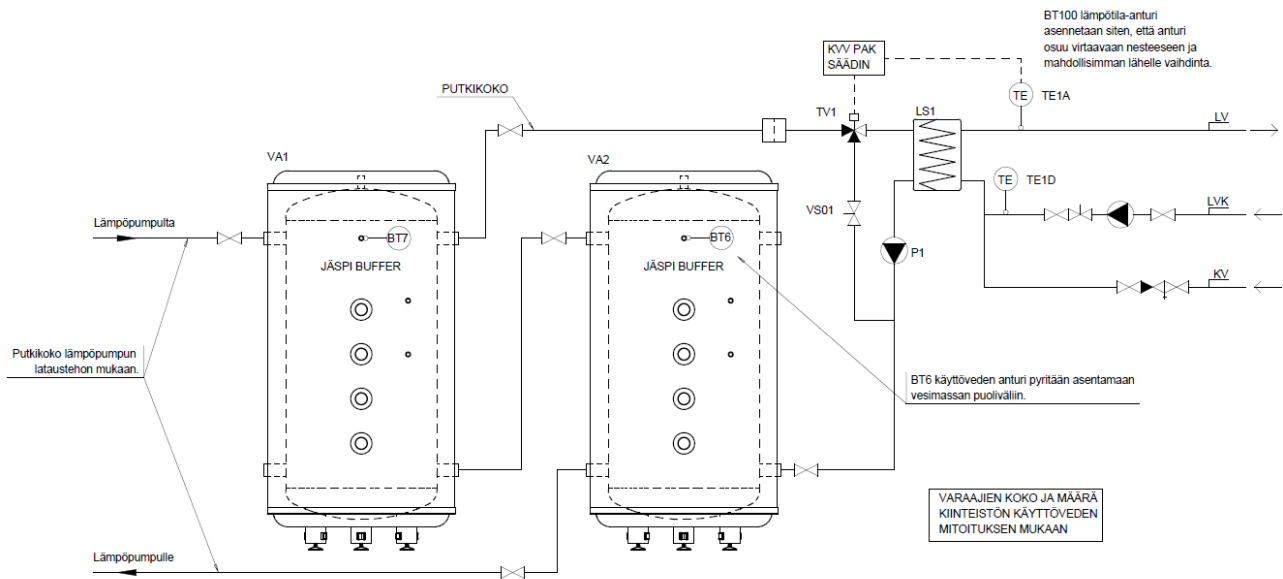 BT100 lämpötila-anturi
asennetaan siten, että anturi
osuu virtaavaan nesteeseen ja
mahdollisimman lähelle vaihdinta.
KVV PAK
SÄÄDIN
PUTKIKOKO
TV1
LS1
TE
TE1A
LV
VA1
VA2
TE
TE1D
LVK
Lämpöpumpulta
VS01
BT7
BT6
P1
JÄSPI BUFFER
JÄSPI BUFFER
KV
Putkikoko lämpöpumpun
lataustehon mukaan.
BT6 käyttöveden anturi pyritään asentamaan
vesimassan puoliväliin.
VARAAJIEN KOKO JA MÄÄRÄ
KIINTEISTÖN KÄYTTÖVEDEN
MITOITUKSEN MUKAAN
Lämpöpumpulle